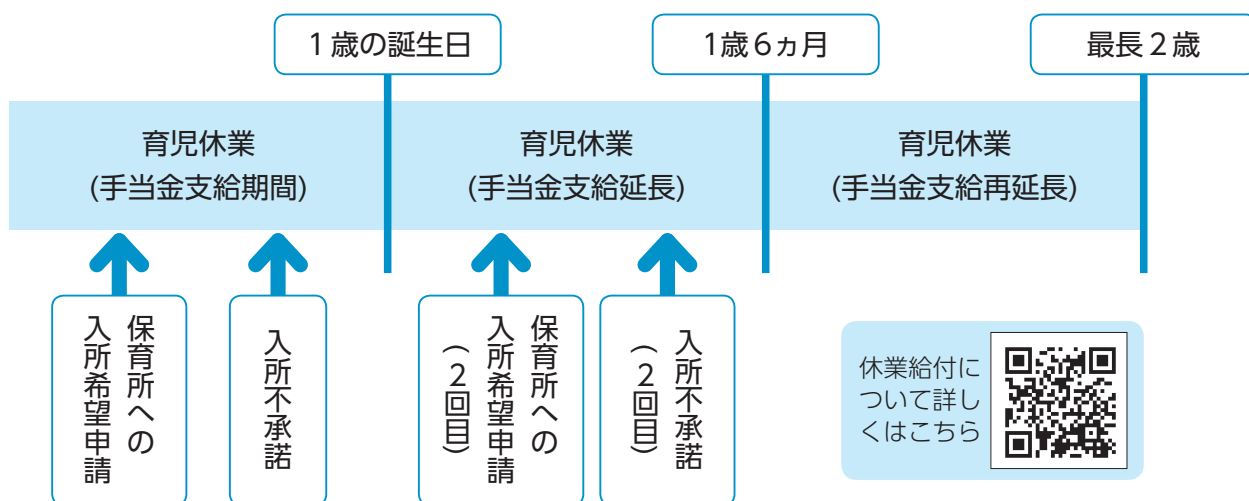 1歳の誕生日
1歳6ヵ月
最長2歳
育児休業
(手当金支給期間)
育児休業
(手当金支給延長)
育児休業
(手当金支給再延長)
保育所への
入所希望申請
入所不承諾
保育所への
入所希望申請
(2回目)
入所不承諾
(2回目)
休業給付に
ついて詳し
くはこちら